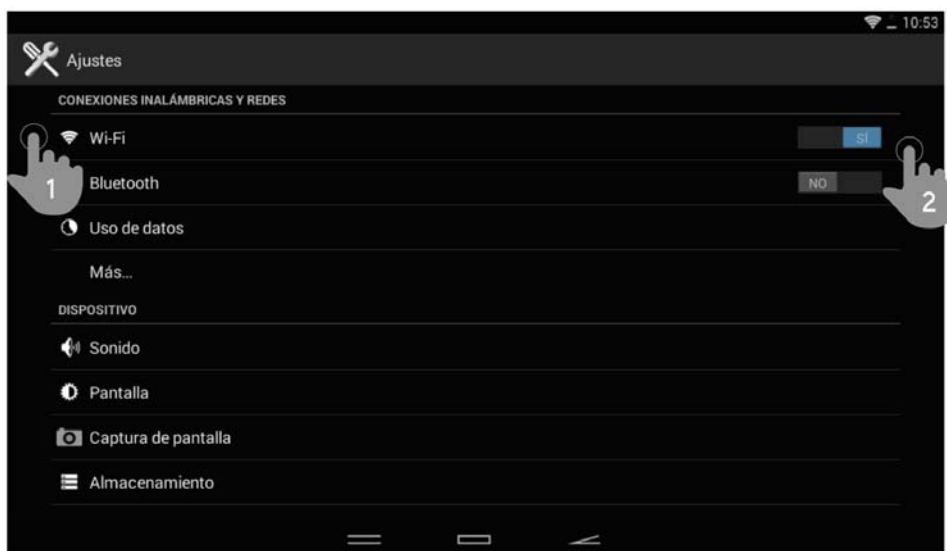 10:53
Ajustes
CONEXIONES INALÁMBRICAS Y REDES
Wi-Fi SÍ
1
Bluetooth NO
2
Uso de datos
Más...
DISPOSITIVO
Sonido
Pantalla
Captura de pantalla
Almacenamiento